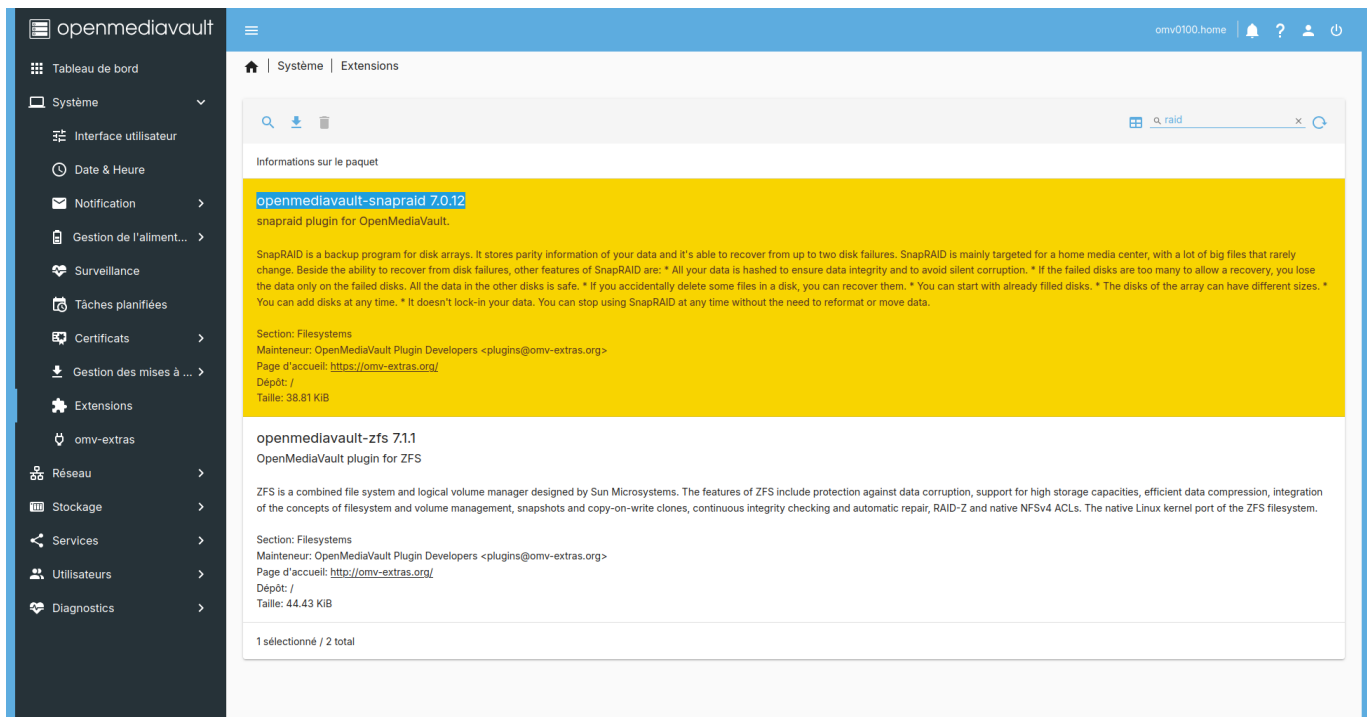 openmediavault
omv0100.home
Tableau de bord
Système
Interface utilisateur
Date & Heure
Notification
Gestion de l'aliment...
Surveillance
Tâches planifiées
Certificats
Gestion des mises à ...
Extensions
omv-extras
Réseau
Stockage
Services
Utilisateurs
Diagnostics
Système | Extensions
raid
Informations sur le paquet
openmediavault-snapraid 7.0.12
snapraid plugin for OpenMediaVault.
SnapRAID is a backup program for disk arrays. It stores parity information of your data and it's able to recover from up to two disk failures. SnapRAID is mainly targeted for a home media center, with a lot of big files that rarely
change. Beside the ability to recover from disk failures, other features of SnapRAID are: * All your data is hashed to ensure data integrity and to avoid silent corruption. * If the failed disks are too many to allow a recovery, you lose
the data only on the failed disks. All the data in the other disks is safe. * If you accidentally delete some files in a disk, you can recover them. * You can start with already filled disks. * The disks of the array can have different sizes. *
You can add disks at any time. * It doesn't lock-in your data. You can stop using SnapRAID at any time without the need to reformat or move data.
Section: Filesystems
Mainteneur: OpenMediaVault Plugin Developers <plugins@omv-extras.org>
Page d'accueil: https://omv-extras.org/
Dépôt: /
Taille: 38.81 KiB
openmediavault-zfs 7.1.1
OpenMediaVault plugin for ZFS
ZFS is a combined file system and logical volume manager designed by Sun Microsystems. The features of ZFS include protection against data corruption, support for high storage capacities, efficient data compression, integration
of the concepts of filesystem and volume management, snapshots and copy-on-write clones, continuous integrity checking and automatic repair, RAID-Z and native NFSv4 ACLs. The native Linux kernel port of the ZFS filesystem.
Section: Filesystems
Mainteneur: OpenMediaVault Plugin Developers <plugins@omv-extras.org>
Page d'accueil: http://omv-extras.org/
Dépôt: /
Taille: 44.43 KiB
1 sélectionné / 2 total